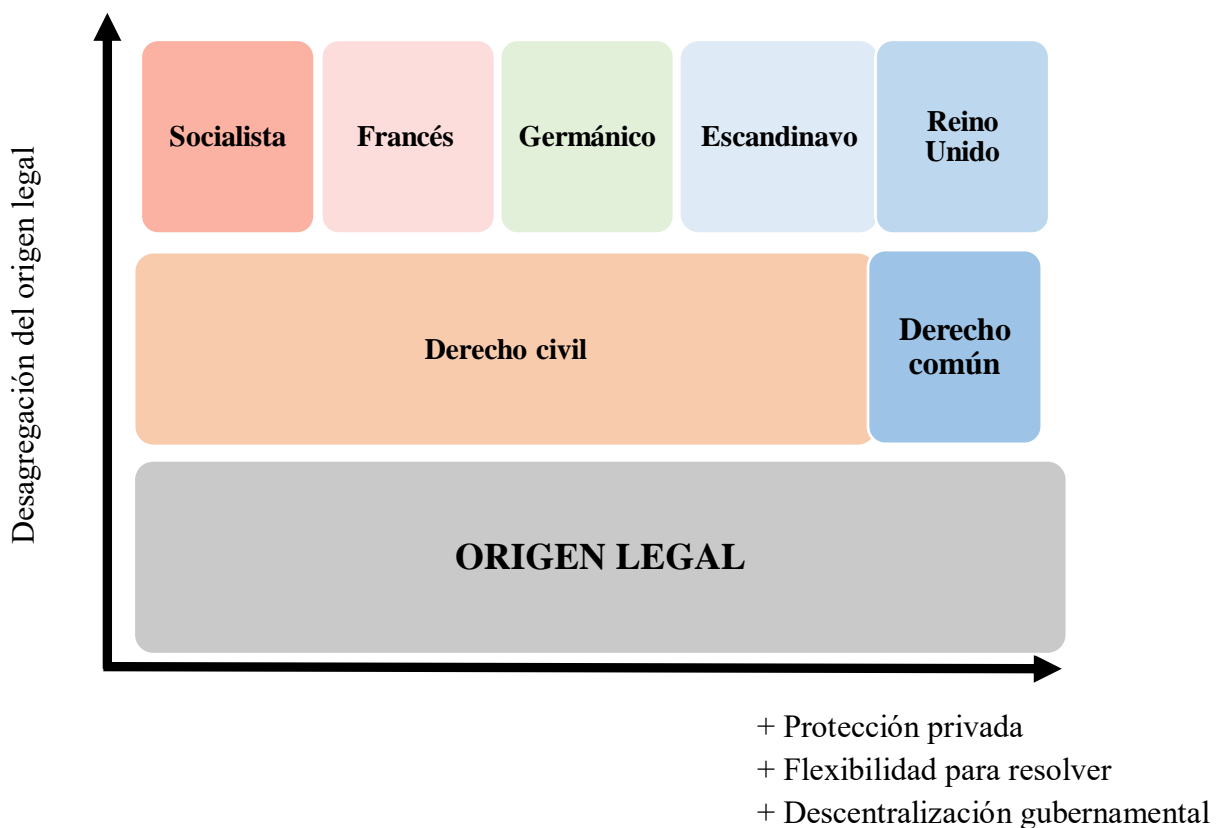 Desagregación del origen legal
Socialista
Francés
Germánico
Escandinavo
Reino
Unido
Derecho civil
Derecho
común
ORIGEN LEGAL
+ Protección privada
+ Flexibilidad para resolver
+ Descentralización gubernamental